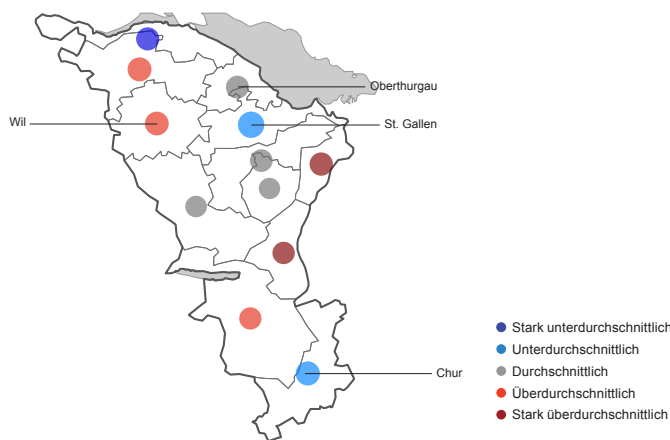 Oberthurgau
Wil
St. Gallen
Chur
Stark unterdurchschnittlich
Unterdurchschnittlich
Durchschnittlich
Überdurchschnittlich
Stark überdurchschnittlich